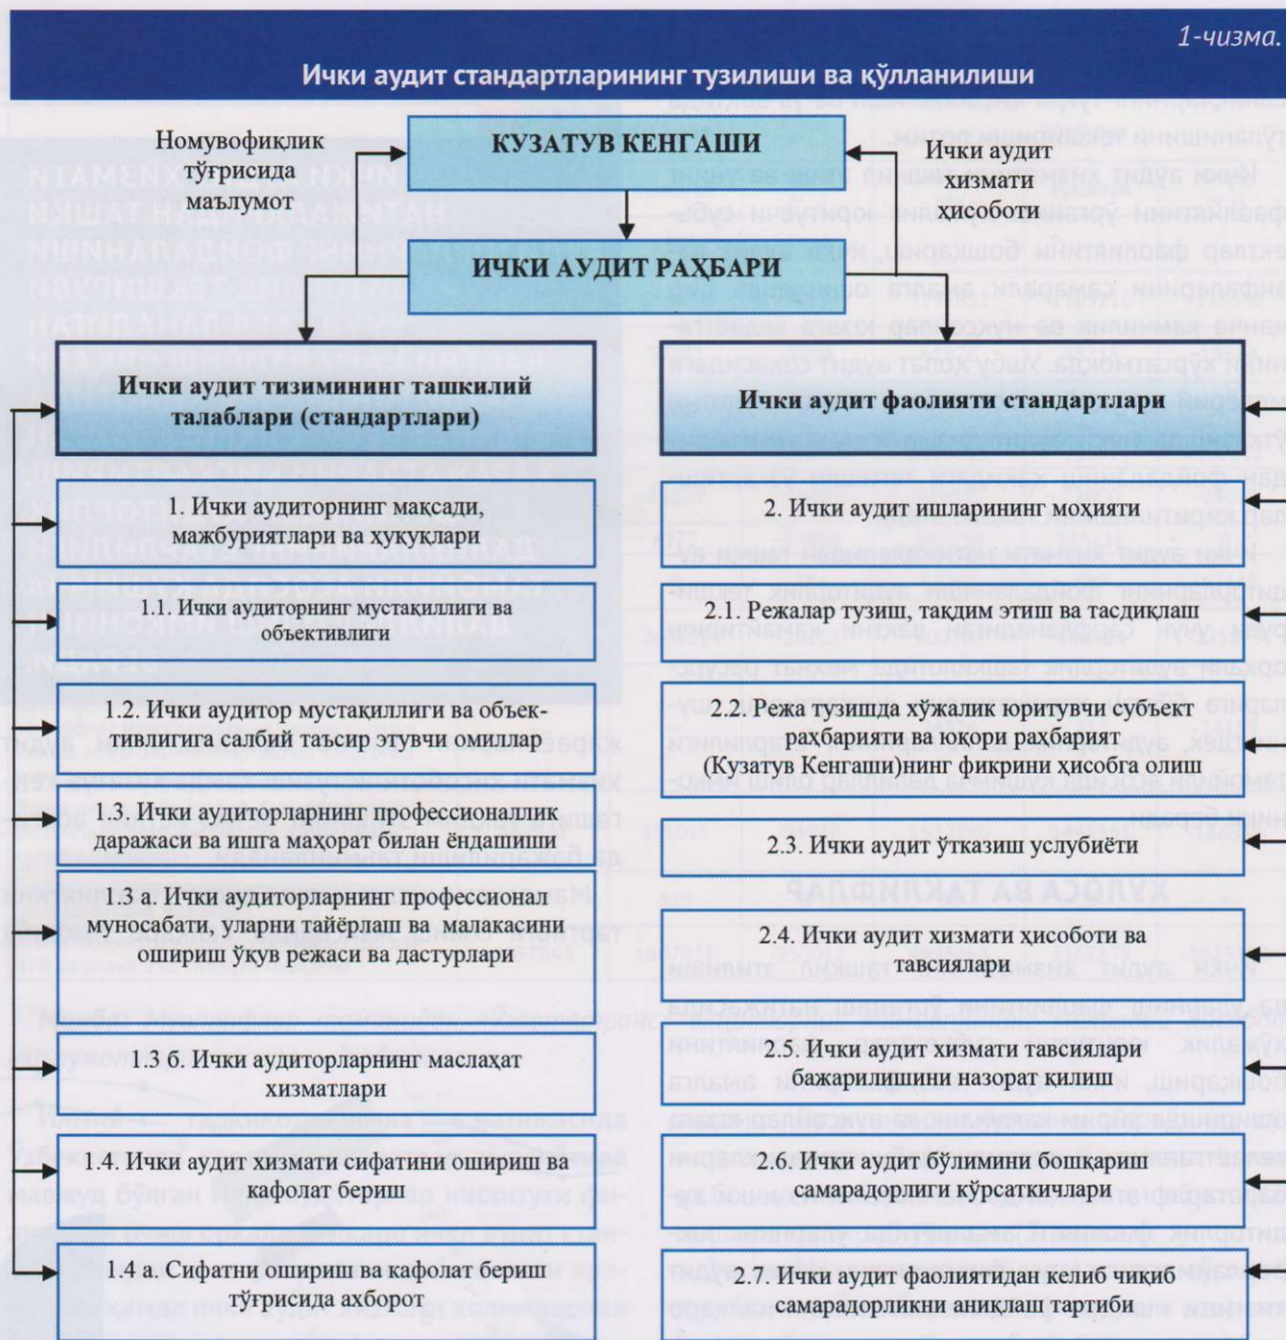 1-чизма.
Ички аудит стандартларининг тузилиши ва қўлланилиши
Номувофиқлик
тўғрисида
маълумот
КУЗАТУВ КЕНГАШИ
Ички аудит
хизмати
ҳисоботи
ИЧКИ АУДИТ РАҲБАРИ
Ички аудит тизимининг ташкилий
талаблари (стандартлари)
1. Ички аудиторнинг мақсади,
мажбуриятлари ва ҳуқуқлари
1.1. Ички аудиторнинг мустақиллиги ва
объективлиги
1.2. Ички аудитор мустақиллиги ва объек-
тивлигига салбий таъсир этувчи омиллар
1.3. Ички аудиторларнинг профессионаллик
даражаси ва ишга маҳорат билан ёндашиши
1.3 а. Ички аудиторларнинг профессионал
муносабати, уларни тайёрлаш ва малакасини
ошириш ўқув режаси ва дастурлари
1.3 б. Ички аудиторларнинг маслаҳат
хизматлари
1.4. Ички аудит хизмати сифатини ошириш ва
кафолат бериш
1.4 а. Сифатни ошириш ва кафолат бериш
тўғрисида ахборот
Ички аудит фаолияти стандартлари
2. Ички аудит ишларининг моҳияти
2.1. Режалар тузиш, тақдим этиш ва тасдиқлаш
2.2. Режа тузишда хўжалик юритувчи субъект
раҳбарияти ва юқори раҳбарият
(Кузатув Кенгаши)нинг фикрини ҳисобга олиш
2.3. Ички аудит ўтказиш услубиёти
2.4. Ички аудит хизмати ҳисоботи ва
тавсиялари
2.5. Ички аудит хизмати тавсиялари
бажарилишини назорат килиш
2.6. Ички аудит бўлимини бошқариш
самарадорлиги кўрсаткичлари
2.7. Ички аудит фаолиятидан келиб чиқиб
самарадорликни аниқлаш тартиби